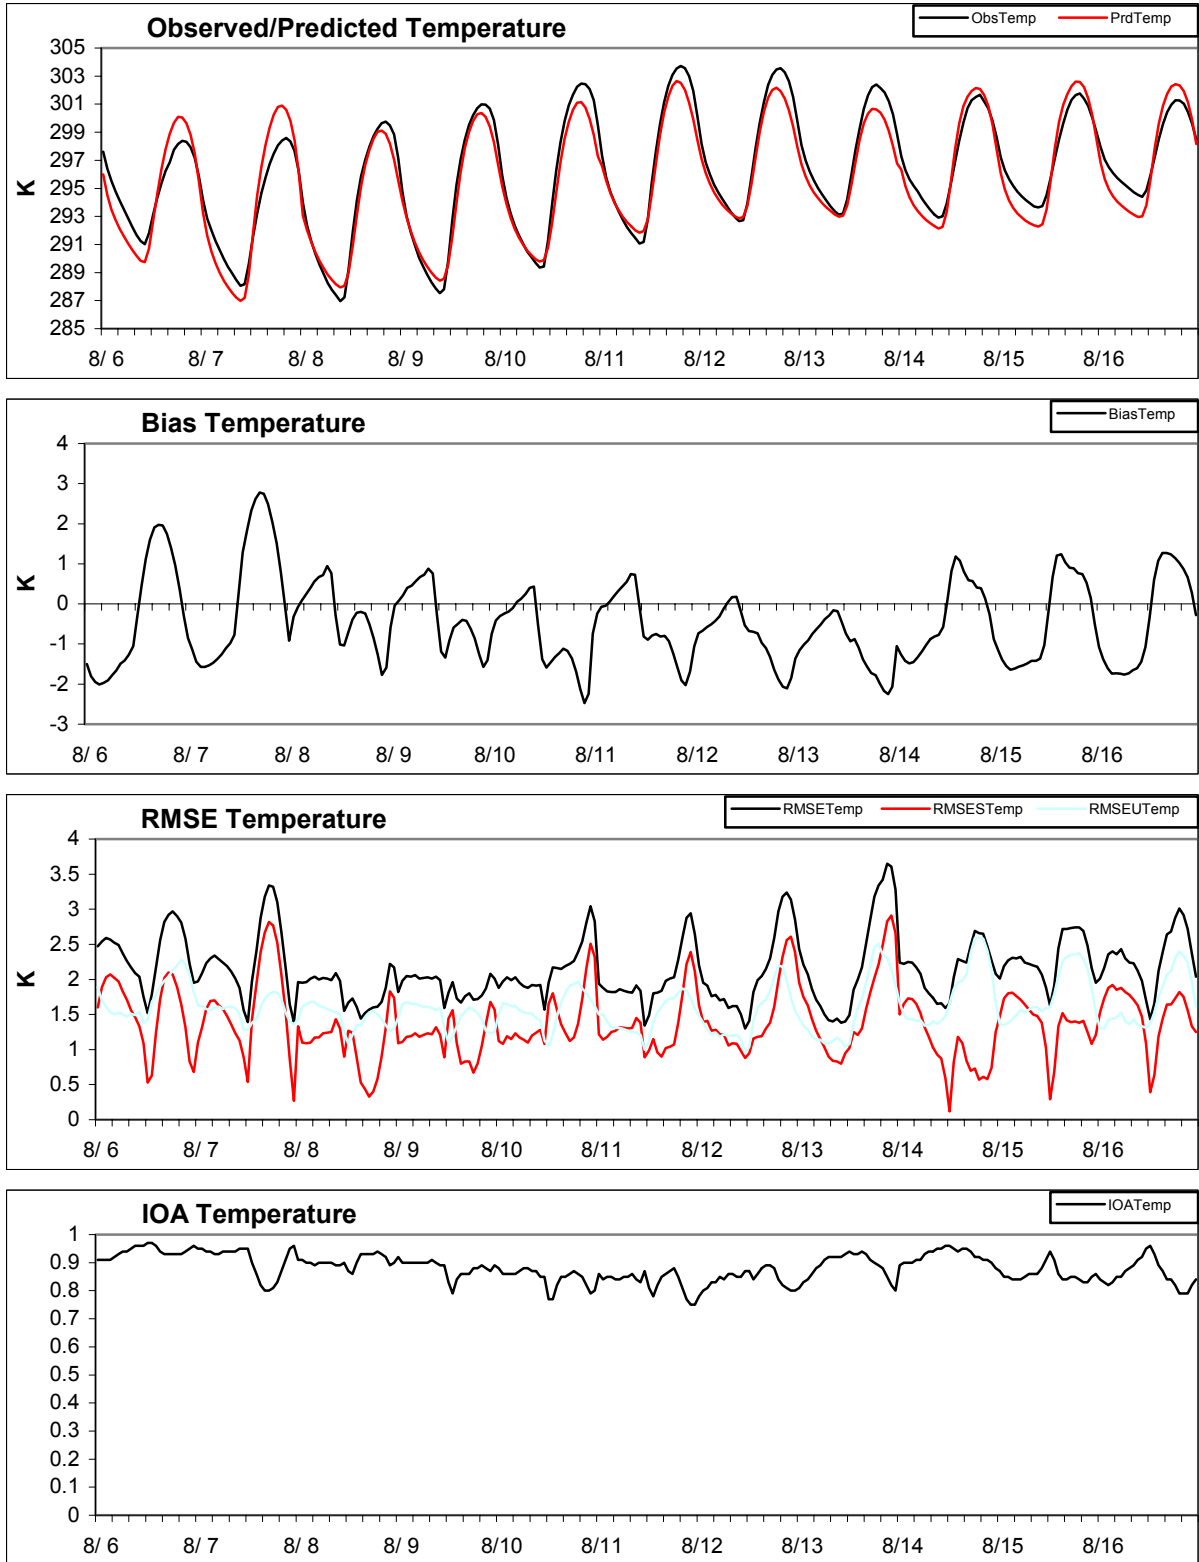 Observed/Predicted Temperature
ObsTemp PrdTemp
305
303
301
299
297
295
293
291
289
287
285
K
8/ 6 8/ 7 8/ 8 8/ 9 8/10 8/11 8/12 8/13 8/14 8/15 8/16
Bias Temperature
BiasTemp
4
3
2
1
0
-1
-2
-3
K
8/ 6 8/ 7 8/ 8 8/ 9 8/10 8/11 8/12 8/13 8/14 8/15 8/16
RMSE Temperature
RMSETemp RMSESTemp RMSEUTemp
4
3.5
3
2.5
2
1.5
1
0.5
0
K
8/ 6 8/ 7 8/ 8 8/ 9 8/10 8/11 8/12 8/13 8/14 8/15 8/16
IOA Temperature
IOATemp
1
0.9
0.8
0.7
0.6
0.5
0.4
0.3
0.2
0.1
0
8/ 6 8/ 7 8/ 8 8/ 9 8/10 8/11 8/12 8/13 8/14 8/15 8/16